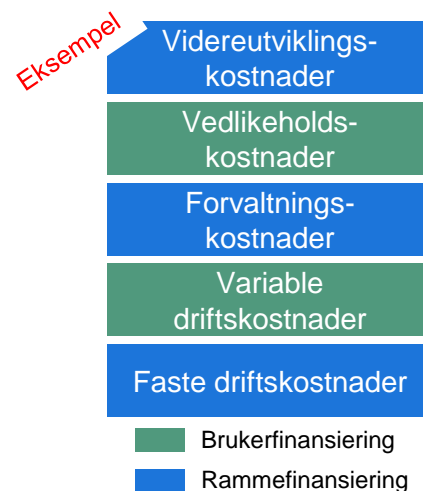 Eksempel
Videreutviklings-
kostnader
Vedlikeholds-
kostnader
Forvaltnings-
kostnader
Variable
driftskostnader
Faste driftskostnader
Brukerfinansiering
Rammefinansiering